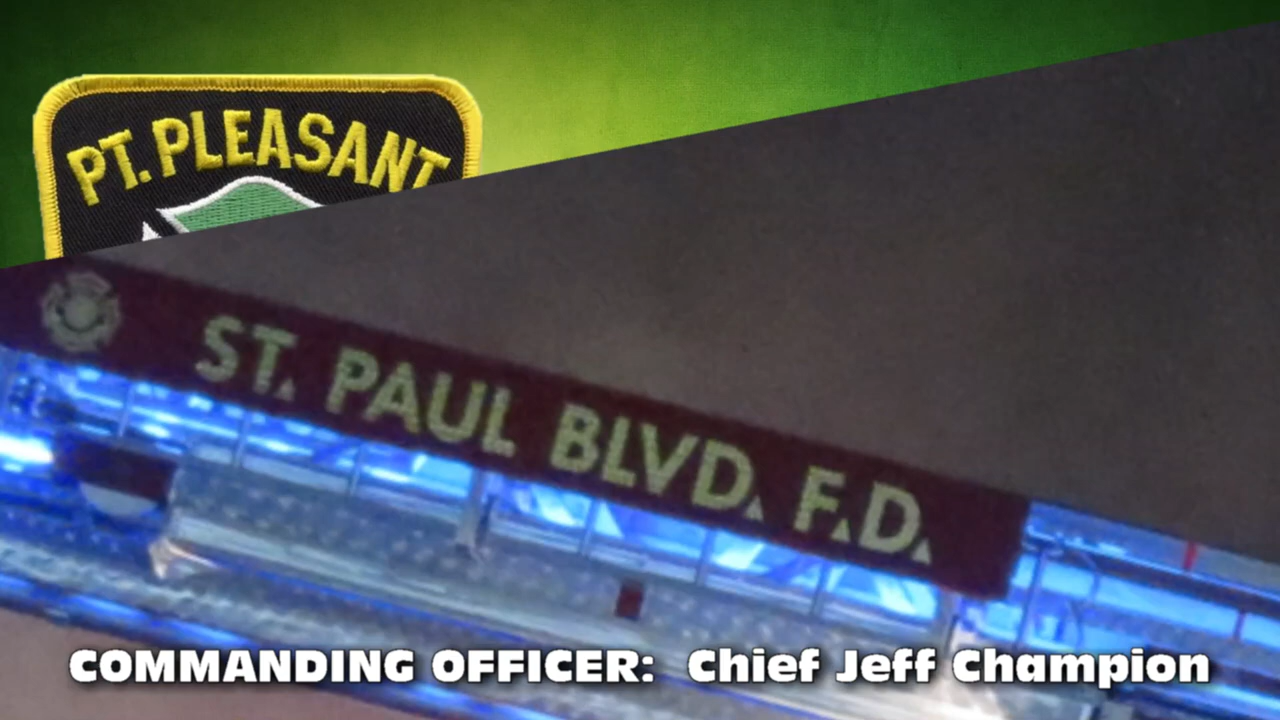 PT. PLEASANT
ST. PAUL BLVD. F.D.
COMMANDING OFFICER: Chief Jeff Champion